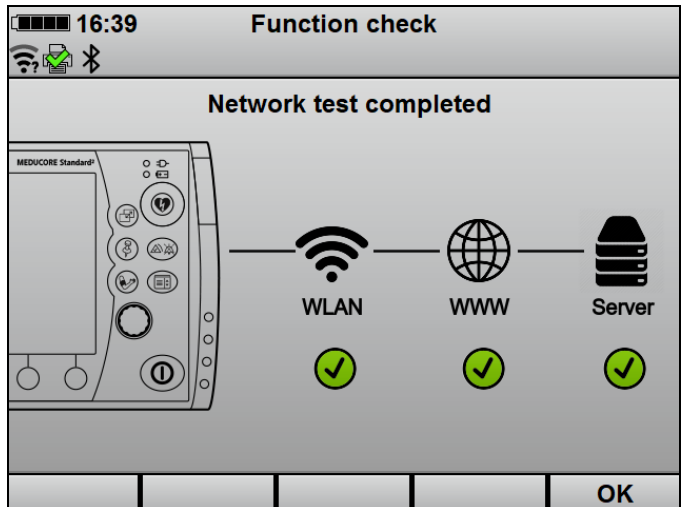 16:39 Function check
Network test completed
MEDUCORE Standard²
WLAN WWW Server
OK